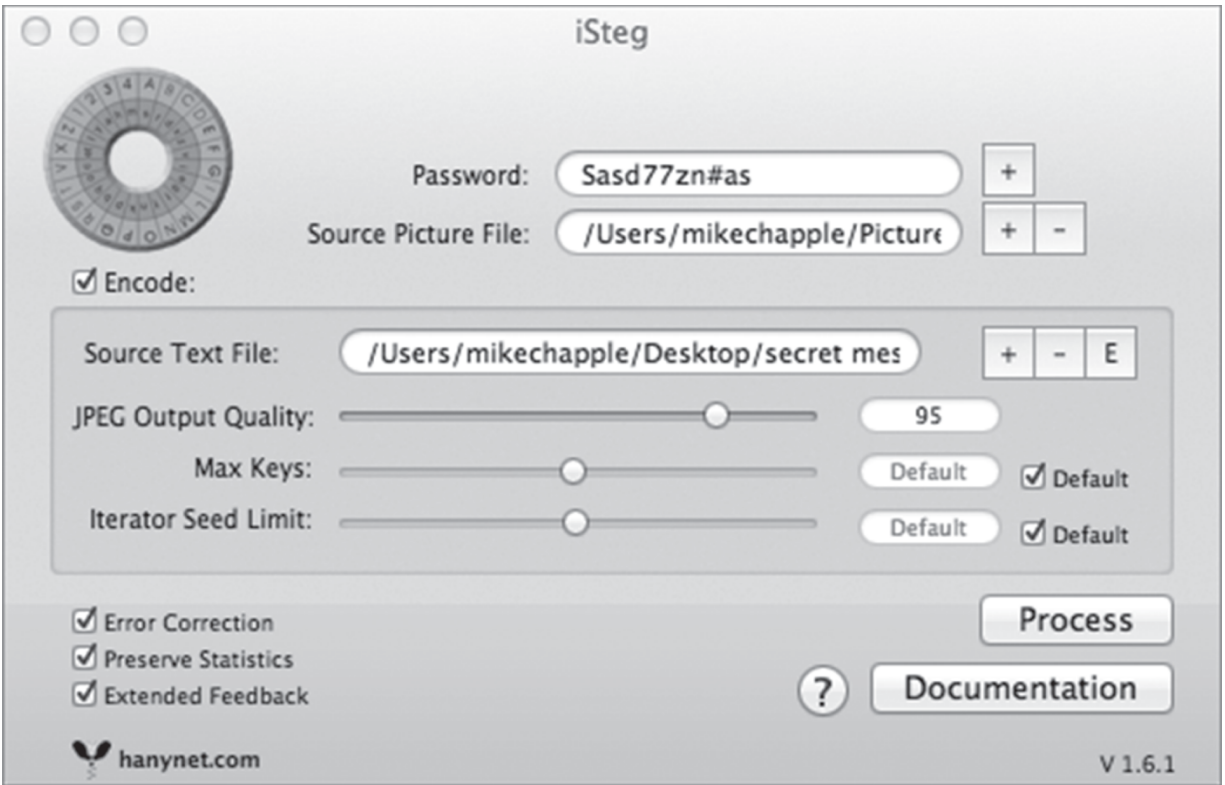 iSteg
Password: Sasd77zn#as +
Source Picture File: /Users/mikechapple/Picture + -
Encode:
Source Text File: /Users/mikechapple/Desktop/secret mes + - E
JPEG Output Quality: 95
Max Keys: Default Default
Iterator Seed Limit: Default Default
Error Correction
Process
Preserve Statistics
Extended Feedback
? Documentation
hanynet.com
V 1.6.1